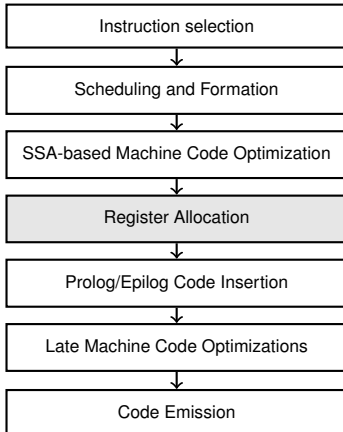 Instruction selection
Scheduling and Formation
SSA-based Machine Code Optimization
Register Allocation
Prolog/Epilog Code Insertion
Late Machine Code Optimizations
Code Emission